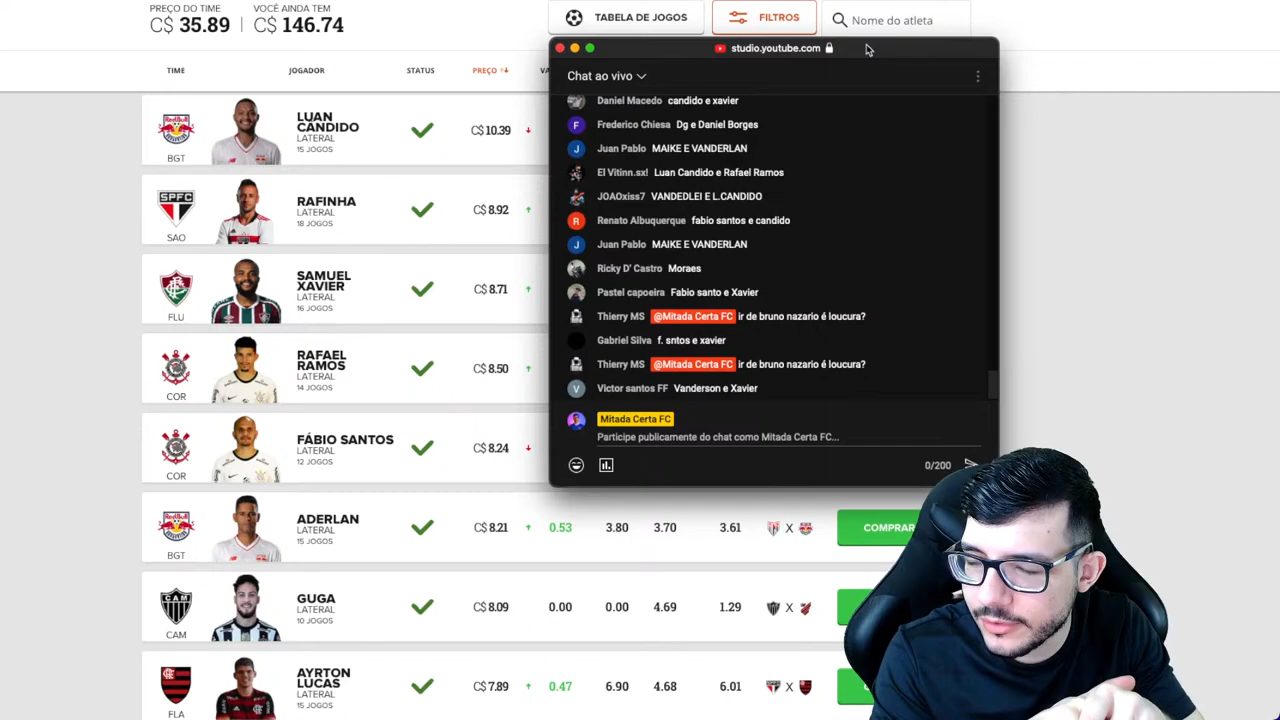 PREÇO DO TIME
C$ 35.89
VOCÊ AINDA TEM
C$ 146.74
TABELA DE JOGOS
FILTROS
Nome do atleta
TIME
JOGADOR
STATUS
PREÇO
studio.youtube.com
Chat ao vivo
Daniel Macedo candido e xavier
Frederico Chiesa Dg e Daniel Borges
Juan Pablo MAIKE E VANDERLAN
El Vitinn.sx! Luan Candido e Rafael Ramos
JOAOxiss7 VANDEDLEI E L.CANDIDO
Renato Albuquerque fabio santos e candido
Juan Pablo MAIKE E VANDERLAN
Ricky D' Castro Moraes
Pastel capoeira Fabio santo e Xavier
Thierry MS @Mitada Certa FC ir de bruno nazario é loucura?
Gabriel Silva f. sntos e xavier
Thierry MS @Mitada Certa FC ir de bruno nazario é loucura?
Victor santos FF Vanderson e Xavier
Mitada Certa FC
Participe publicamente do chat como Mitada Certa FC...
0/200
BGT
LUAN
CANDIDO
LATERAL
15 JOGOS
C$ 10.39
SPFC
SAO
RAFINHA
LATERAL
18 JOGOS
C$ 8.92
FLU
SAMUEL
XAVIER
LATERAL
16 JOGOS
C$ 8.71
COR
RAFAEL
RAMOS
LATERAL
14 JOGOS
C$ 8.50
COR
FÁBIO SANTOS
LATERAL
12 JOGOS
C$ 8.24
BGT
ADERLAN
LATERAL
15 JOGOS
C$ 8.21
0.53
3.80
3.70
3.61
X
COMPRAR
CAM
GUGA
LATERAL
10 JOGOS
C$ 8.09
0.00
0.00
4.69
1.29
X
FLA
AYRTON
LUCAS
LATERAL
15 JOGOS
C$ 7.89
0.47
6.90
4.68
6.01
X